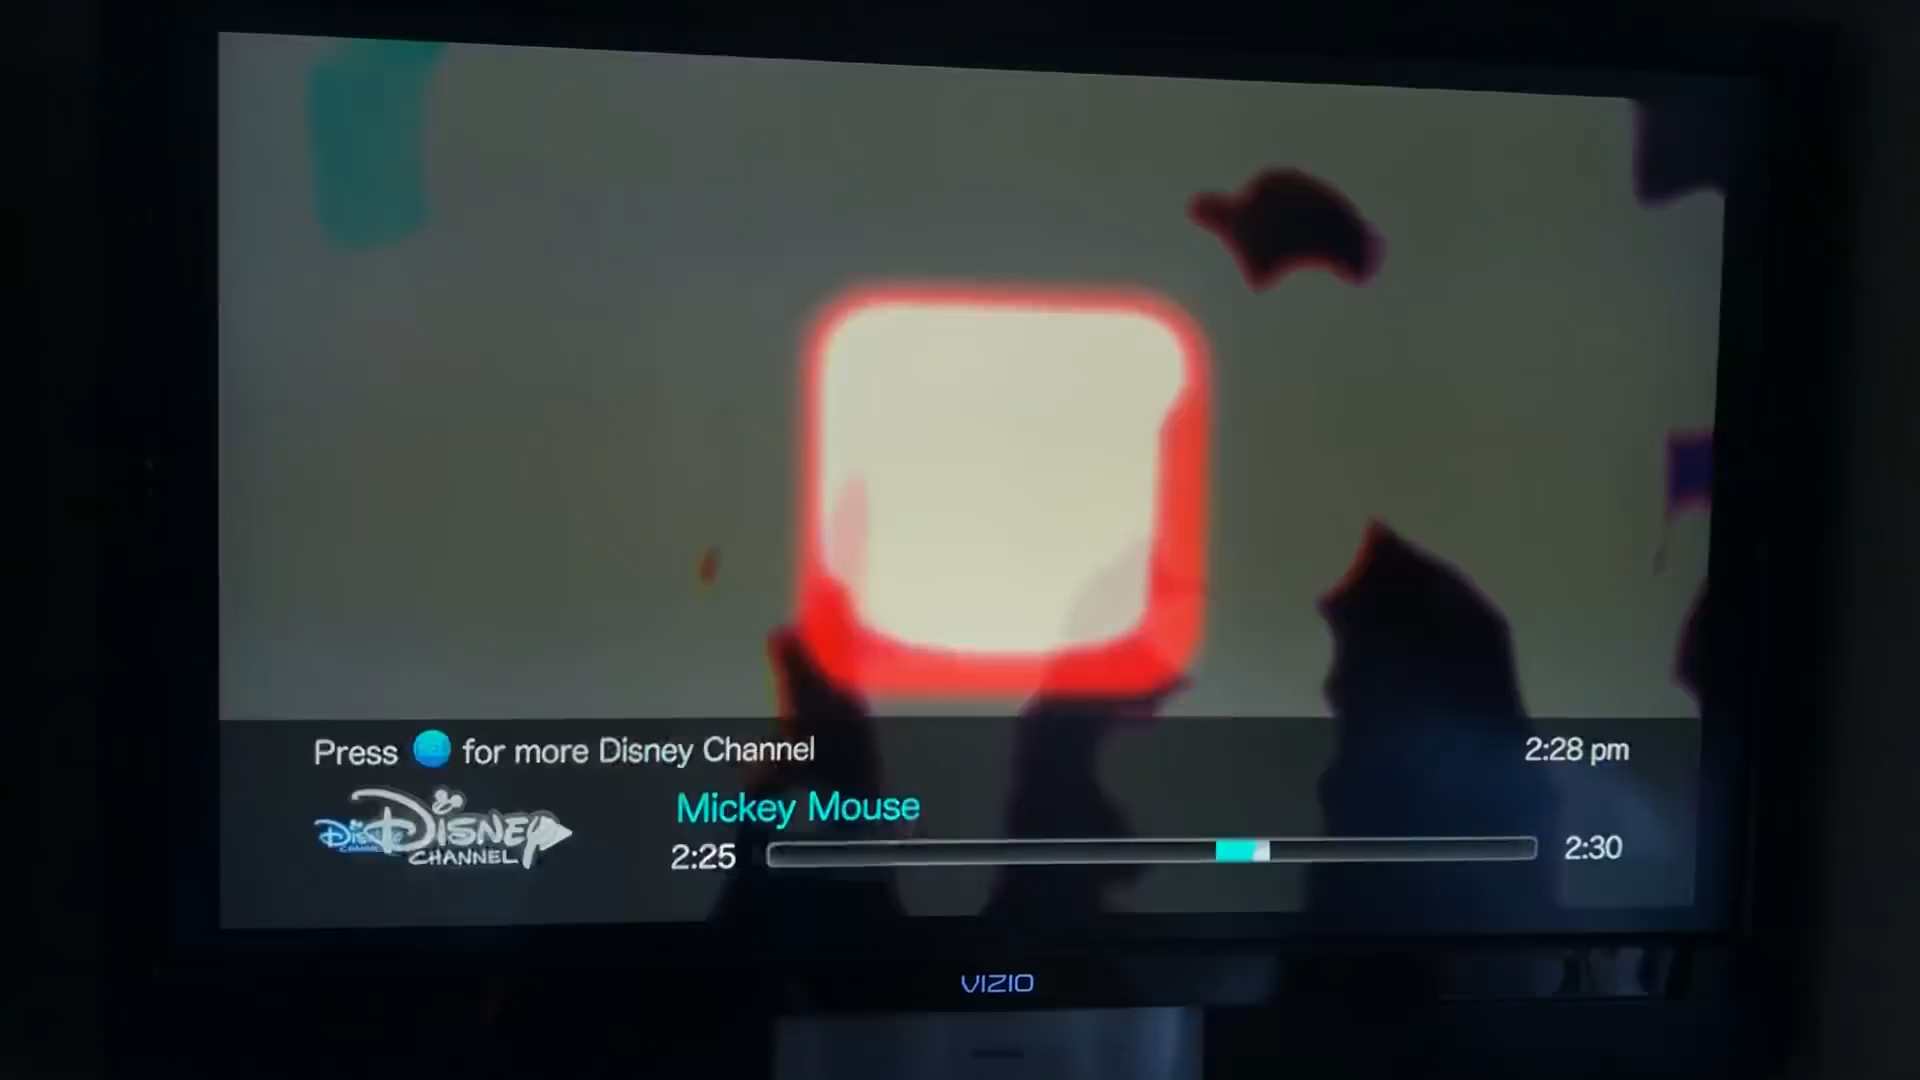 Press for more Disney Channel
2:28 pm
Disney
CHANNEL
Mickey Mouse
2:25
2:30
VIZIO